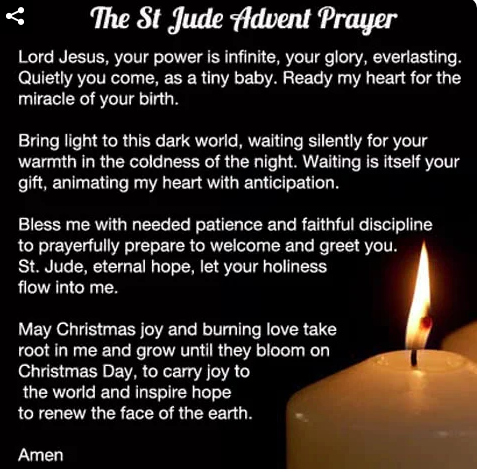 The St Jude Advent Prayer
Lord Jesus, your power is infinite, your glory, everlasting.
Quietly you come, as a tiny baby. Ready my heart for the
miracle of your birth.
Bring light to this dark world, waiting silently for your
warmth in the coldness of the night. Waiting is itself your
gift, animating my heart with anticipation.
Bless me with needed patience and faithful discipline
to prayerfully prepare to welcome and greet you.
St. Jude, eternal hope, let your holiness
flow into me.
May Christmas joy and burning love take
root in me and grow until they bloom on
Christmas Day, to carry joy to
the world and inspire hope
to renew the face of the earth.
Amen